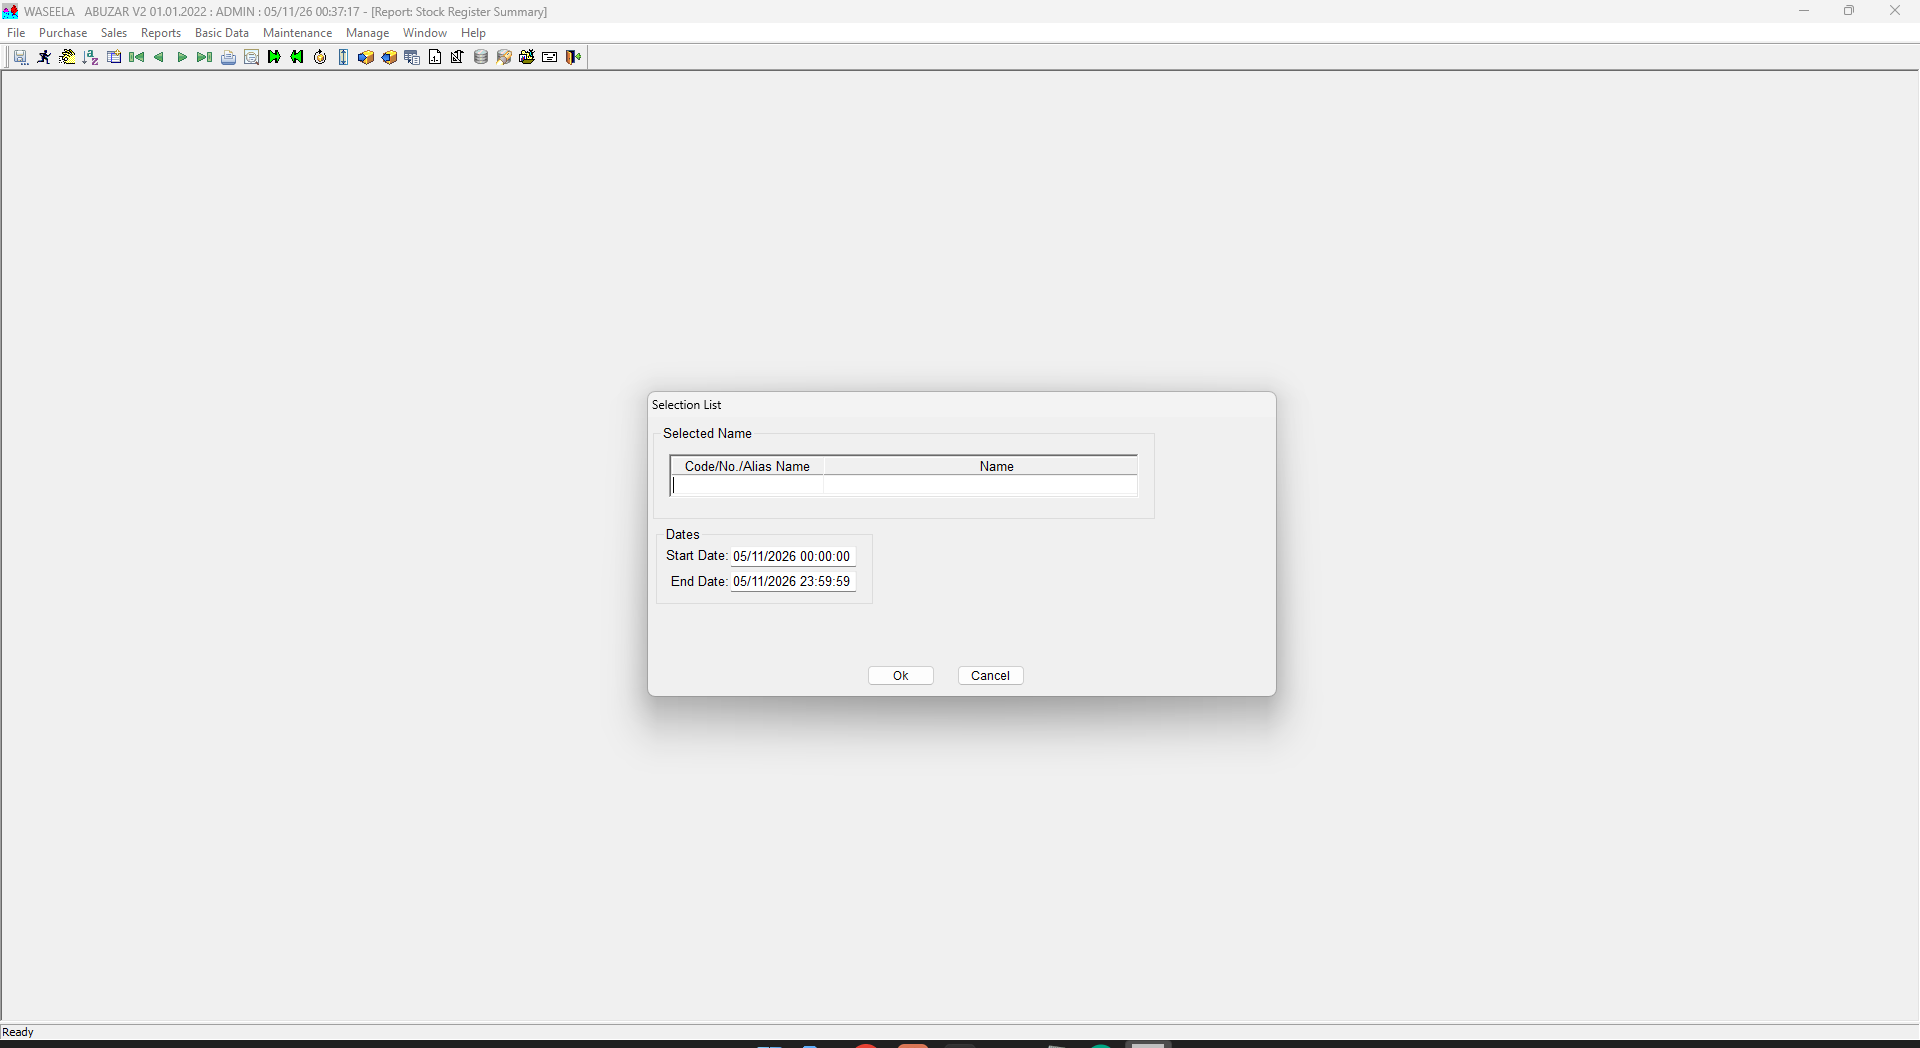 WASEELA ABUZAR V2 01.01.2022 : ADMIN : 05/11/26 00:37:17 - [Report: Stock Register Summary]
File Purchase Sales Reports Basic Data Maintenance Manage Window Help
Selection List
Selected Name
Code/No./Alias Name Name
Dates
Start Date: 05/11/2026 00:00:00
End Date: 05/11/2026 23:59:59
Ok Cancel
Ready